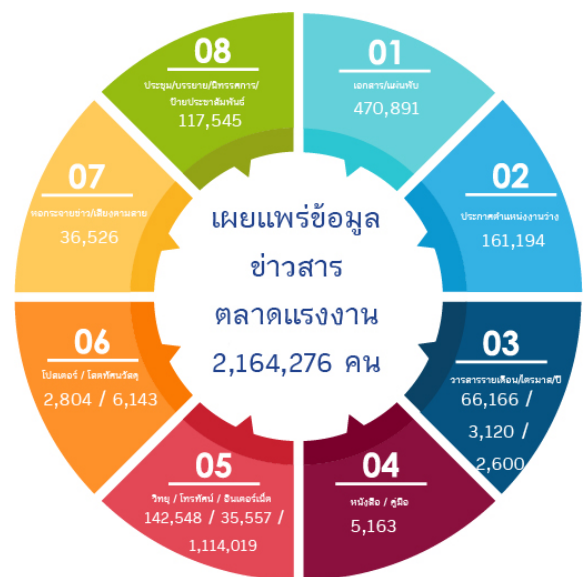 เผยแพร่ข้อมูล
ข่าวสาร
ตลาดแรงงาน
2,164,276 คน
01
เอกสาร/แผ่นพับ
470,891
02
ประกาศตำแหน่งงานว่าง
161,194
03
วารสารรายเดือน/ไตรมาส/ปี
66,166 /
3,120 /
2,600
04
หนังสือ / คู่มือ
5,163
05
วิทยุ / โทรทัศน์ / อินเตอร์เน็ต
142,548 / 35,557 /
1,114,019
06
โปสเตอร์ / โสตทัศนวัสดุ
2,804 / 6,143
07
หอกระจายข่าว/เสียงตามสาย
36,526
08
ประชุม/บรรยาย/นิทรรศการ/
ป้ายประชาสัมพันธ์
117,545